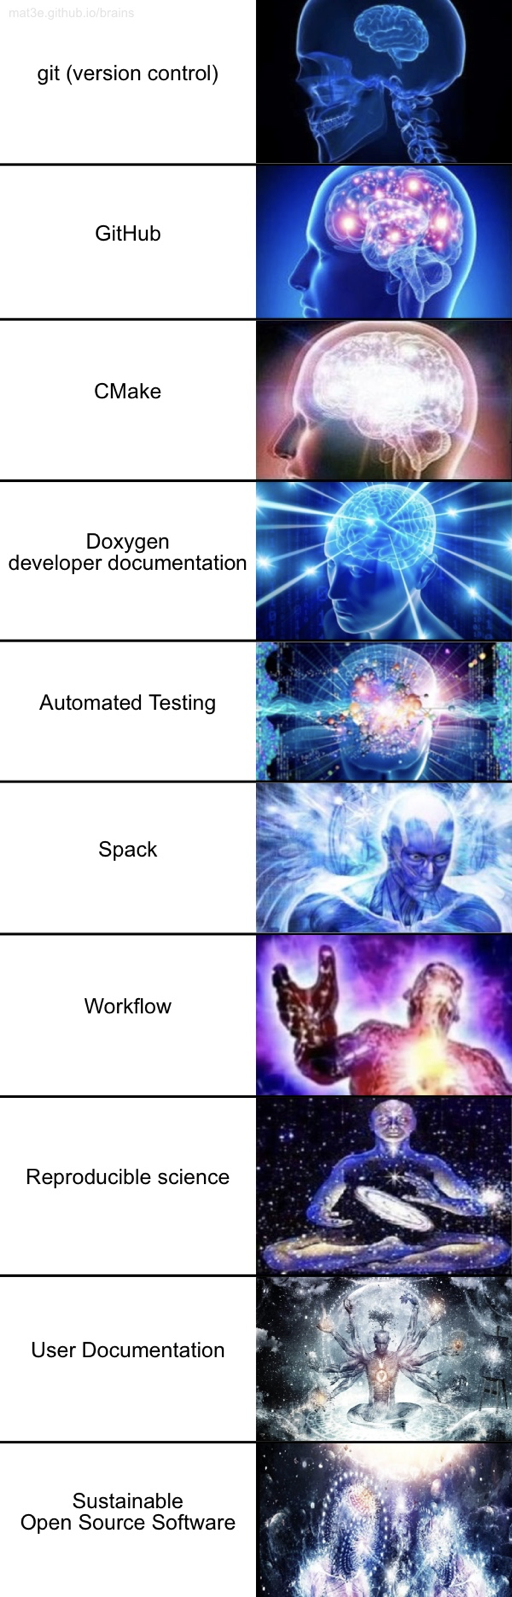 mat3e.github.io/brains
git (version control)
GitHub
CMake
Doxygen
developer documentation
Automated Testing
Spack
Workflow
Reproducible science
User Documentation
Sustainable
Open Source Software